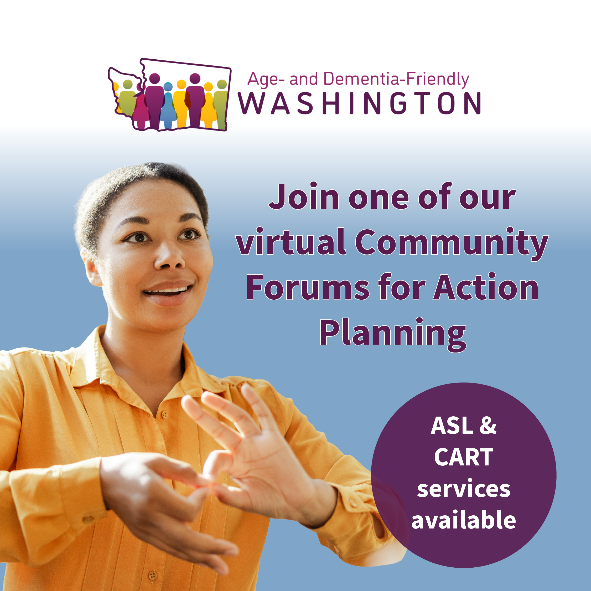 Age- and Dementia-Friendly
WASHINGTON
Join one of our
virtual Community
Forums for Action
Planning
ASL &
CART
services
available